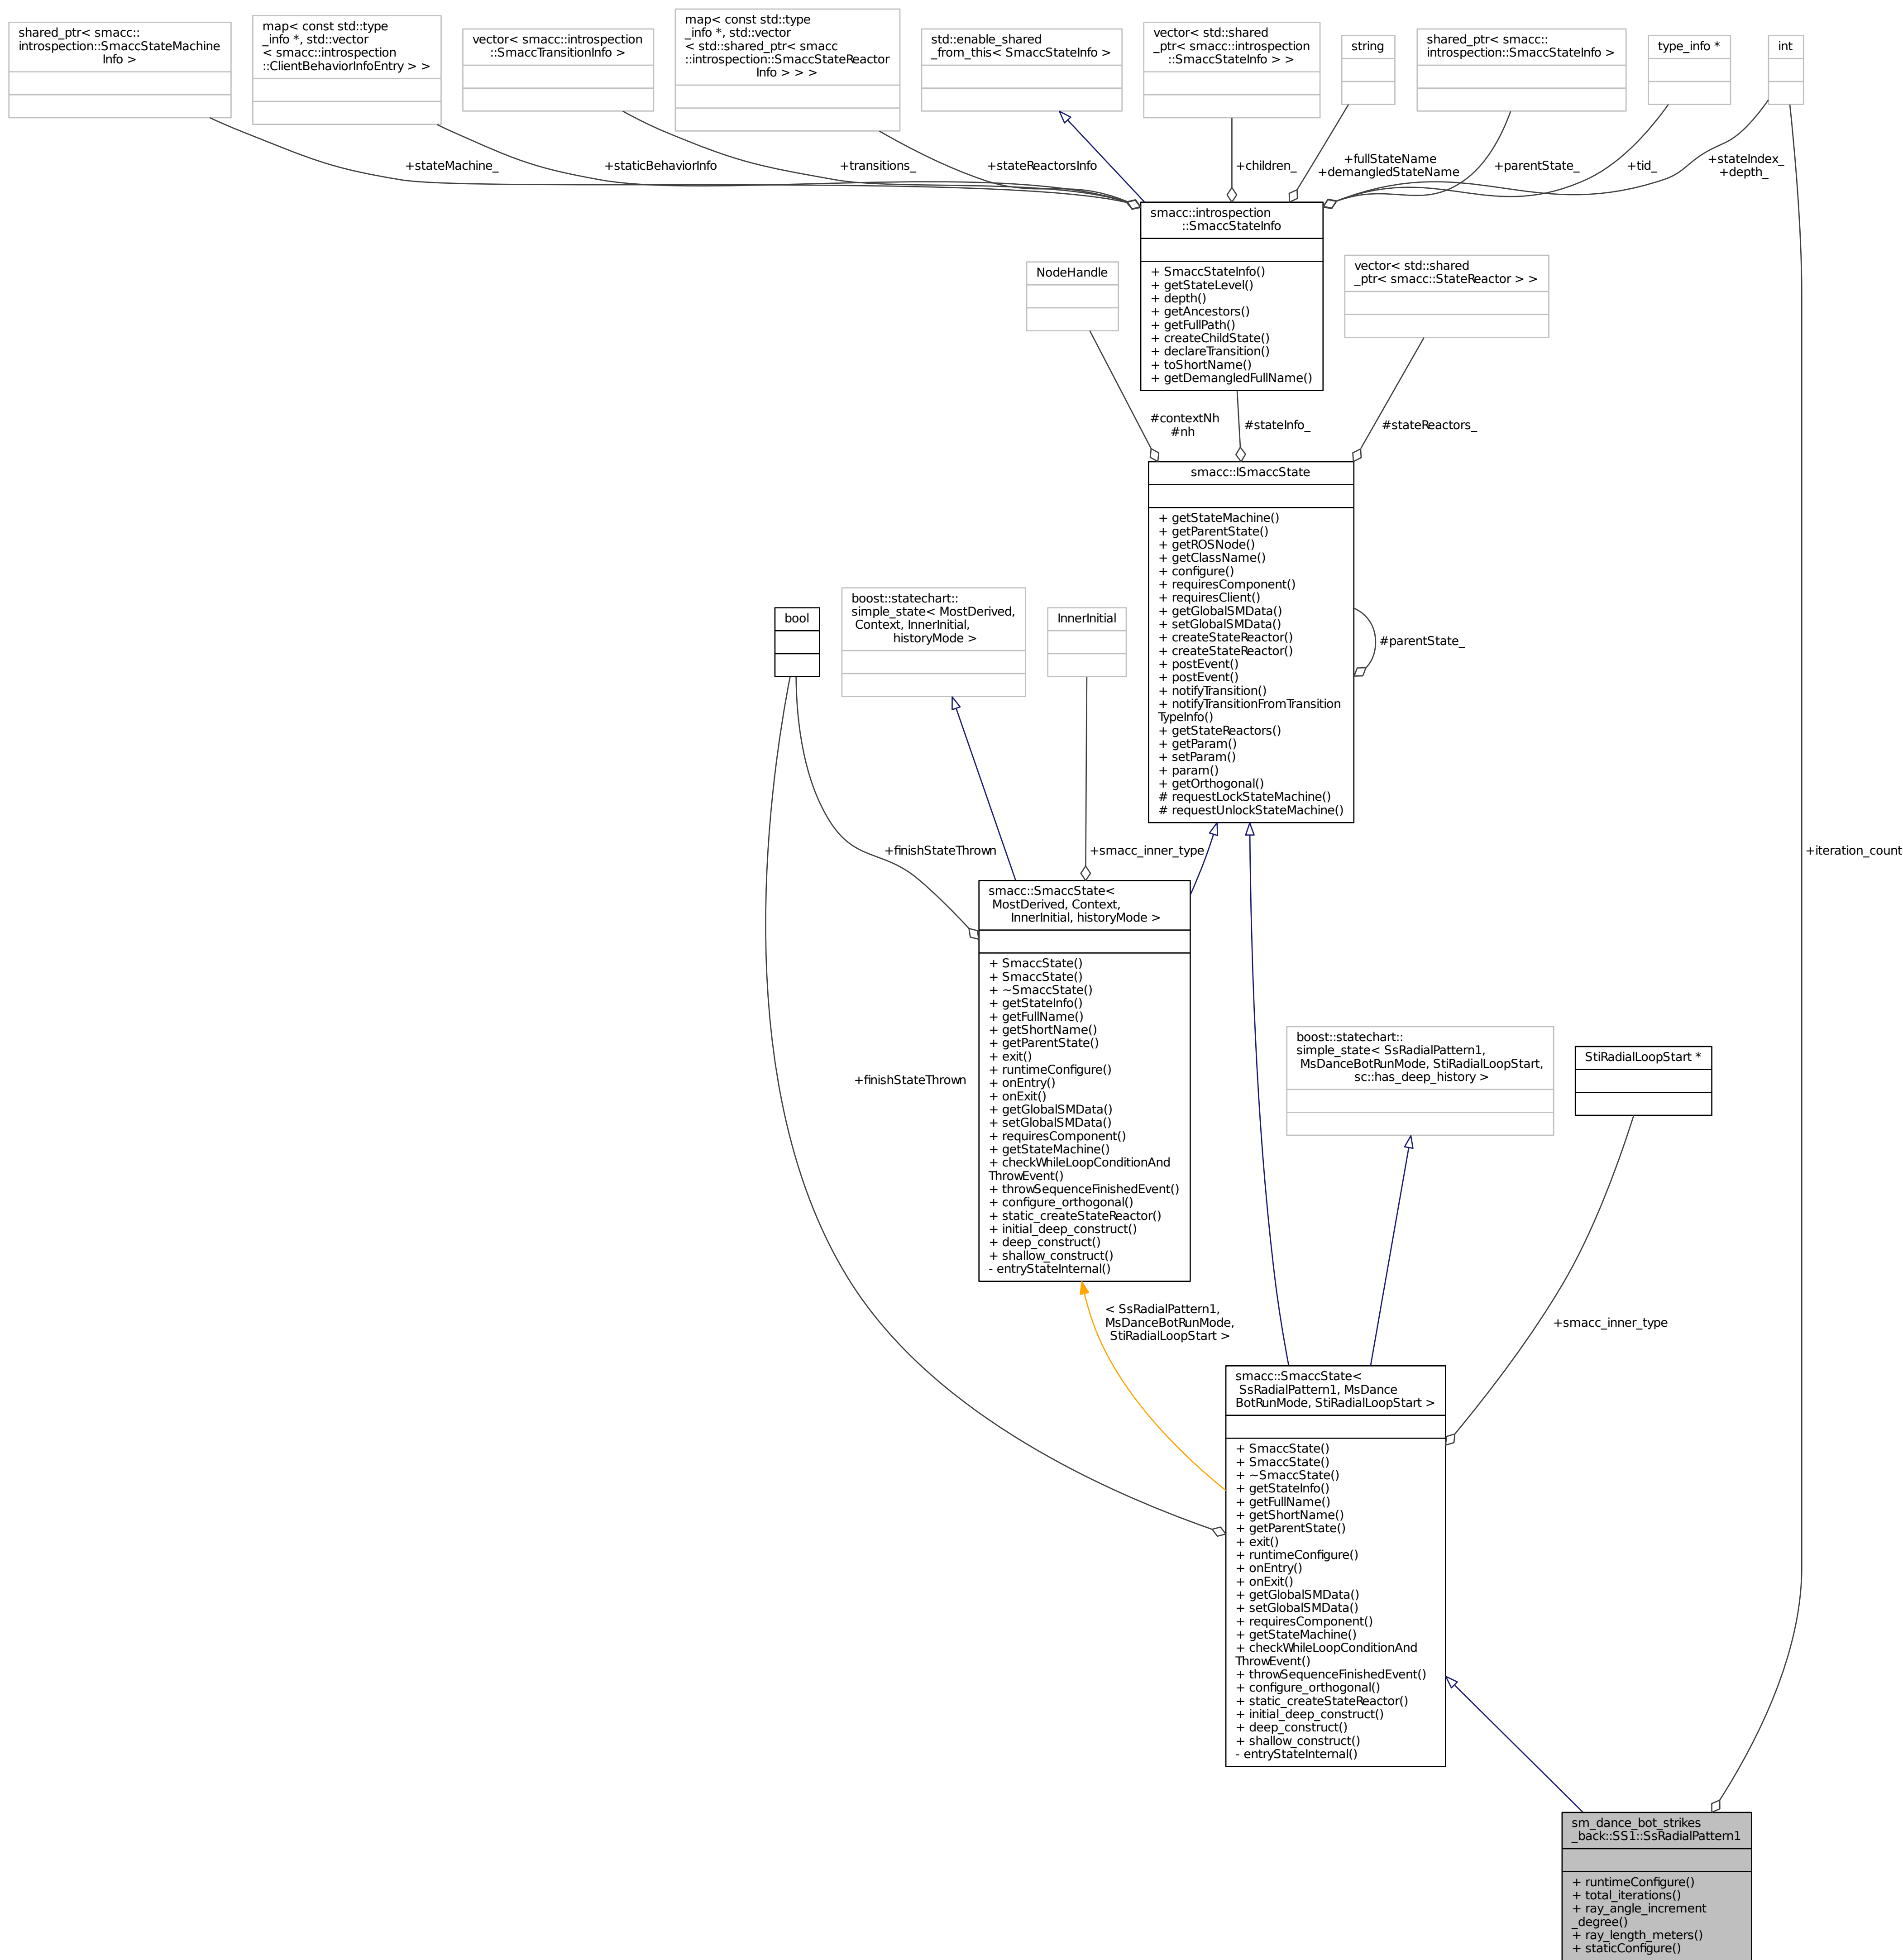 shared_ptr< smacc::
introspection::SmaccStateMachine
Info >
map< const std::type
_info *, std::vector
< smacc::introspection
::ClientBehaviorInfoEntry > >
vector< smacc::introspection
::SmaccTransitionInfo >
map< const std::type
_info *, std::vector
< std::shared_ptr< smacc
::introspection::SmaccStateReactor
Info > > >
std::enable_shared
_from_this< SmaccStateInfo >
vector< std::shared
_ptr< smacc::introspection
::SmaccStateInfo > >
string
shared_ptr< smacc::
introspection::SmaccStateInfo >
type_info *
int
+stateMachine_
+staticBehaviorInfo
+transitions_
+stateReactorsInfo
+children_
+fullStateName
+demangledStateName
+parentState_
+tid_
+stateIndex_
+depth_
smacc::introspection
::SmaccStateInfo
+ SmaccStateInfo()
+ getStateLevel()
+ depth()
+ getAncestors()
+ getFullPath()
+ createChildState()
+ declareTransition()
+ toShortName()
+ getDemangledFullName()
NodeHandle
vector< std::shared
_ptr< smacc::StateReactor > >
#contextNh
#nh
#stateInfo_
#stateReactors_
smacc::ISmaccState
+ getStateMachine()
+ getParentState()
+ getROSNode()
+ getClassName()
+ configure()
+ requiresComponent()
+ requiresClient()
+ getGlobalSMData()
+ setGlobalSMData()
+ createStateReactor()
+ createStateReactor()
+ postEvent()
+ postEvent()
+ notifyTransition()
+ notifyTransitionFromTransition
TypeInfo()
+ getStateReactors()
+ getParam()
+ setParam()
+ param()
+ getOrthogonal()
# requestLockStateMachine()
# requestUnlockStateMachine()
#parentState_
bool
boost::statechart::
simple_state< MostDerived,
Context, InnerInitial,
historyMode >
InnerInitial
+finishStateThrown
+smacc_inner_type
+iteration_count
smacc::SmaccState<
MostDerived, Context,
InnerInitial, historyMode >
+ SmaccState()
+ SmaccState()
+ ~SmaccState()
+ getStateInfo()
+ getFullName()
+ getShortName()
+ getParentState()
+ exit()
+ runtimeConfigure()
+ onEntry()
+ onExit()
+ getGlobalSMData()
+ setGlobalSMData()
+ requiresComponent()
+ getStateMachine()
+ checkWhileLoopConditionAnd
ThrowEvent()
+ throwSequenceFinishedEvent()
+ configure_orthogonal()
+ static_createStateReactor()
+ initial_deep_construct()
+ deep_construct()
+ shallow_construct()
- entryStateInternal()
+finishStateThrown
boost::statechart::
simple_state< SsRadialPattern1,
MsDanceBotRunMode, StiRadialLoopStart,
sc::has_deep_history >
StiRadialLoopStart *
< SsRadialPattern1,
MsDanceBotRunMode,
StiRadialLoopStart >
+smacc_inner_type
smacc::SmaccState<
SsRadialPattern1, MsDance
BotRunMode, StiRadialLoopStart >
+ SmaccState()
+ SmaccState()
+ ~SmaccState()
+ getStateInfo()
+ getFullName()
+ getShortName()
+ getParentState()
+ exit()
+ runtimeConfigure()
+ onEntry()
+ onExit()
+ getGlobalSMData()
+ setGlobalSMData()
+ requiresComponent()
+ getStateMachine()
+ checkWhileLoopConditionAnd
ThrowEvent()
+ throwSequenceFinishedEvent()
+ configure_orthogonal()
+ static_createStateReactor()
+ initial_deep_construct()
+ deep_construct()
+ shallow_construct()
- entryStateInternal()
sm_dance_bot_strikes
_back::SS1::SsRadialPattern1
+ runtimeConfigure()
+ total_iterations()
+ ray_angle_increment
_degree()
+ ray_length_meters()
+ staticConfigure()